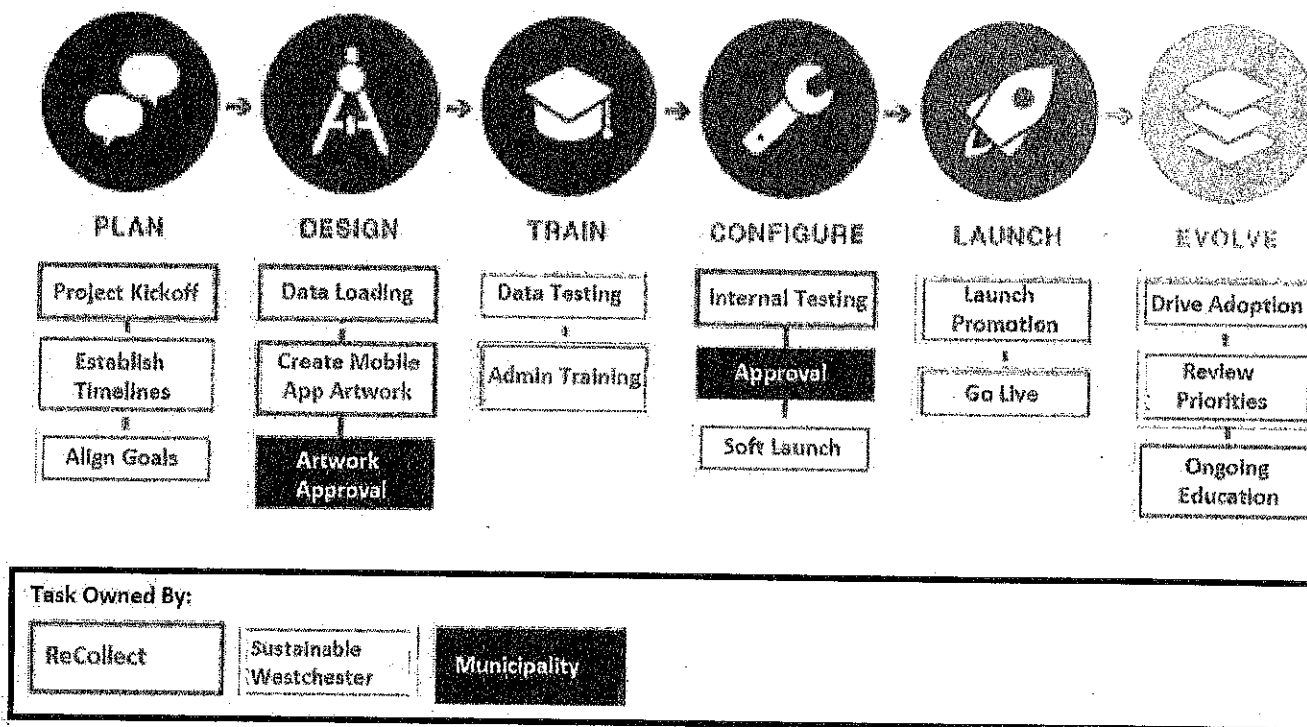 PLAN
DESIGN
TRAIN
CONFIGURE
LAUNCH
EVOLVE
Project Kickoff
Establish
Timelines
Align Goals
Data Loading
Create Mobile
App Artwork
Artwork
Approval
Data Testing
Admin Training
Internal Testing
Approval
Soft Launch
Launch
Promotion
Go Live
Drive Adoption
Review
Priorities
Ongoing
Education
Task Owned By:
ReCollect
Sustainable
Westchester
Municipality